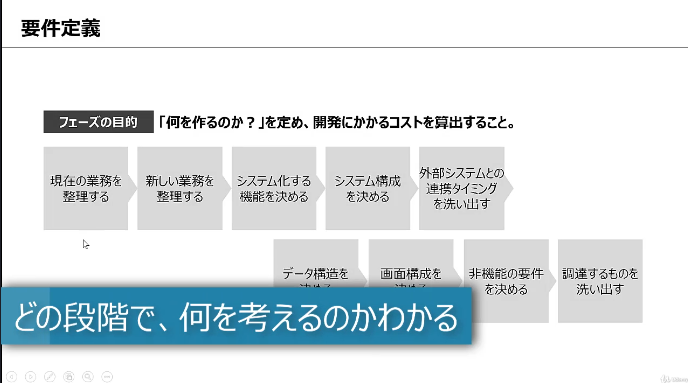 要件定義
フェーズの目的 「何を作るのか？」を定め、開発にかかるコストを算出すること。
現在の業務を
整理する
新しい業務を
整理する
システム化する
機能を決める
システム構成
を決める
外部システムとの
連携タイミング
を洗い出す
データ構造を
画面構成を
非機能の要件
を決める
調達するものを
洗い出す
どの段階で、何を考えるのかわかる